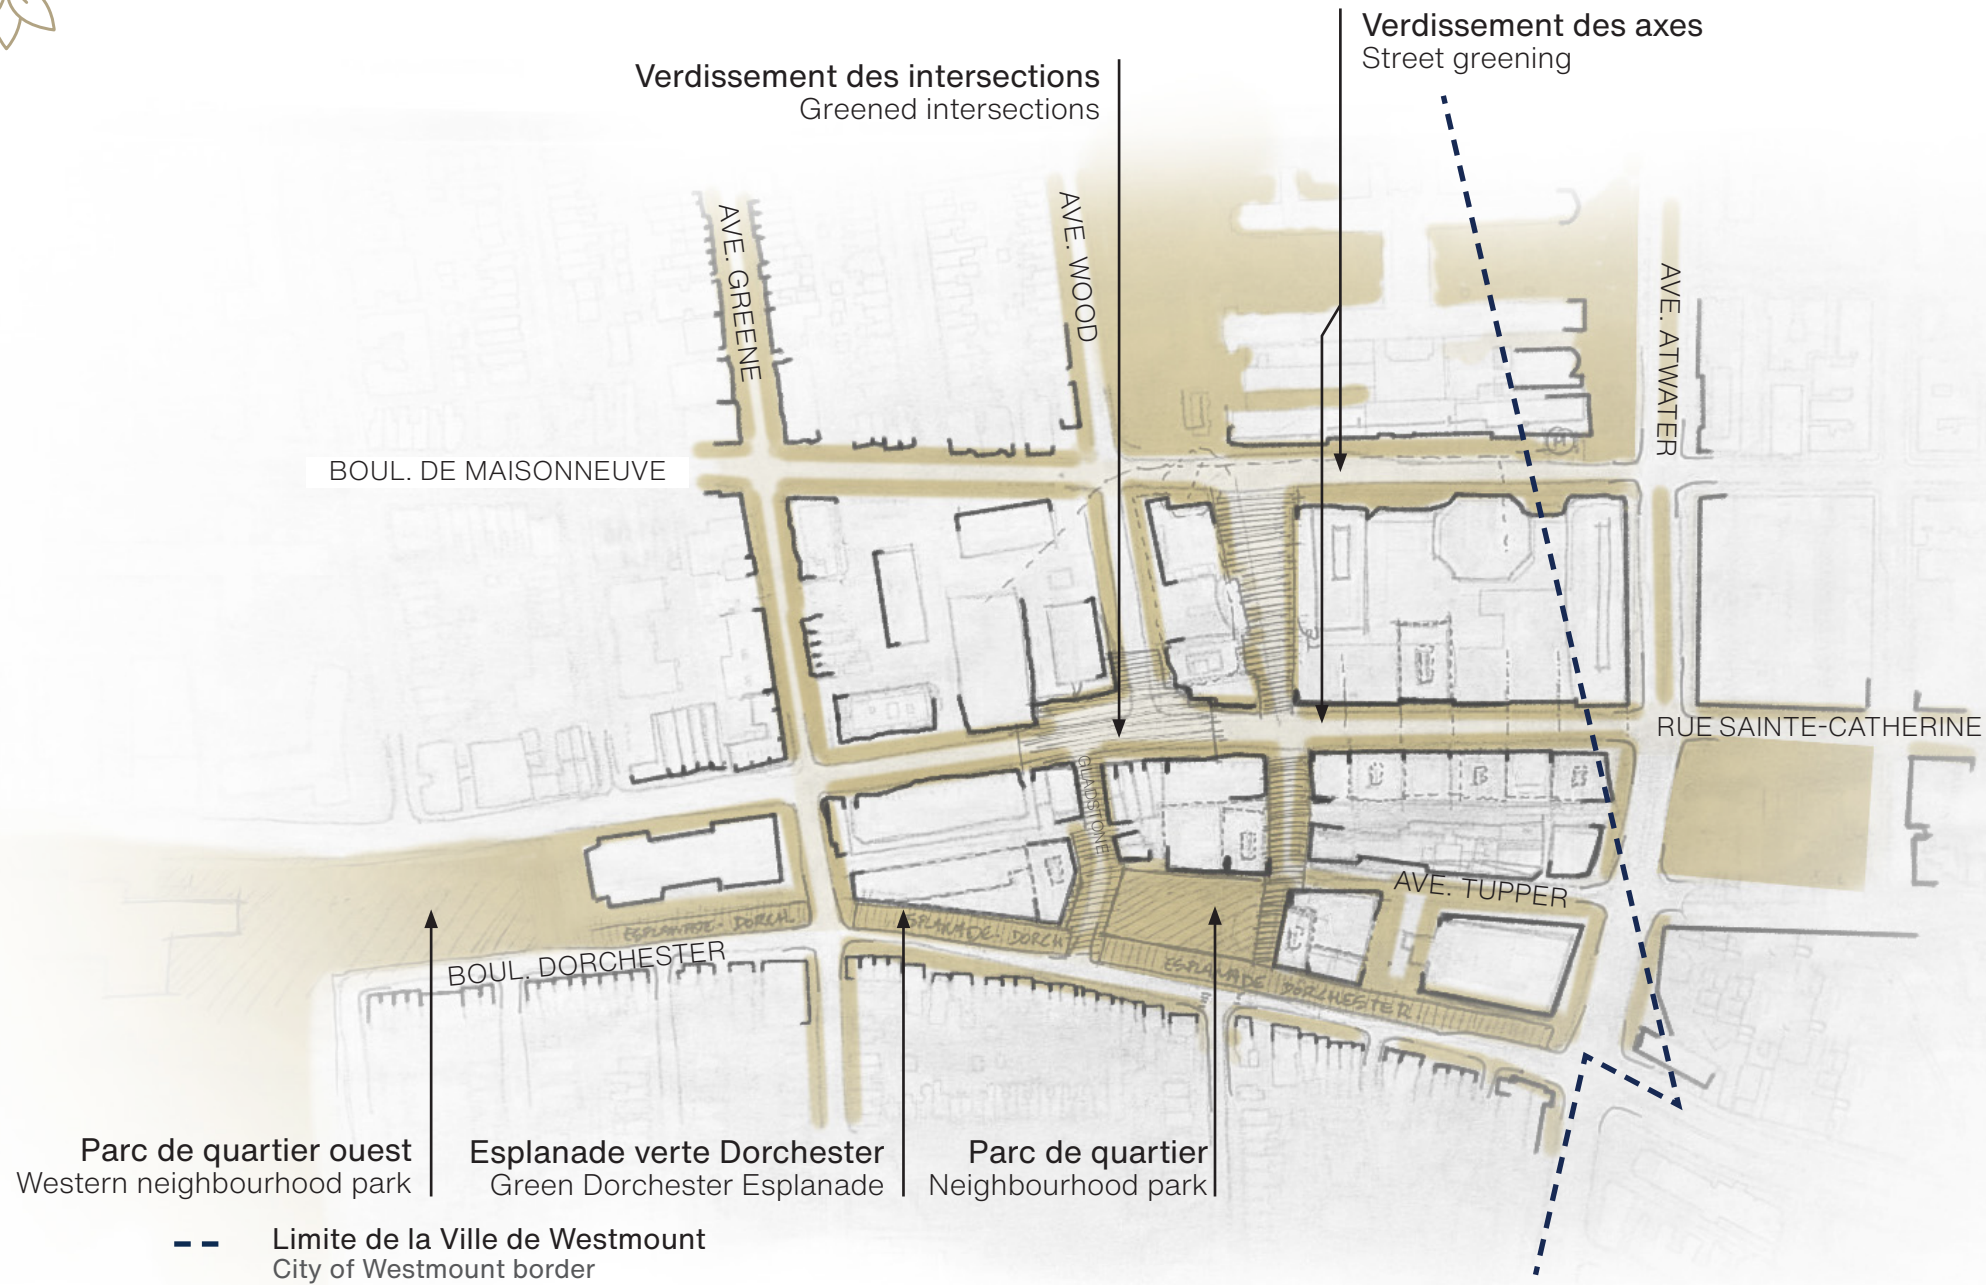 Verdissement des axes
Street greening
Verdissement des intersections
Greened intersections
AVE. GREENE
AVE. WOOD
AVE. ATWATER
BOUL. DE MAISONNEUVE
RUE SAINTE-CATHERINE
GLADSTONE
AVE. TUPPER
ESPLANADE DORCH.
ESPLANADE DORCH
BOUL. DORCHESTER
ESPLANADE DORCHESTER
Parc de quartier ouest
Western neighbourhood park
Esplanade verte Dorchester
Green Dorchester Esplanade
Parc de quartier
Neighbourhood park
Limite de la Ville de Westmount
City of Westmount border